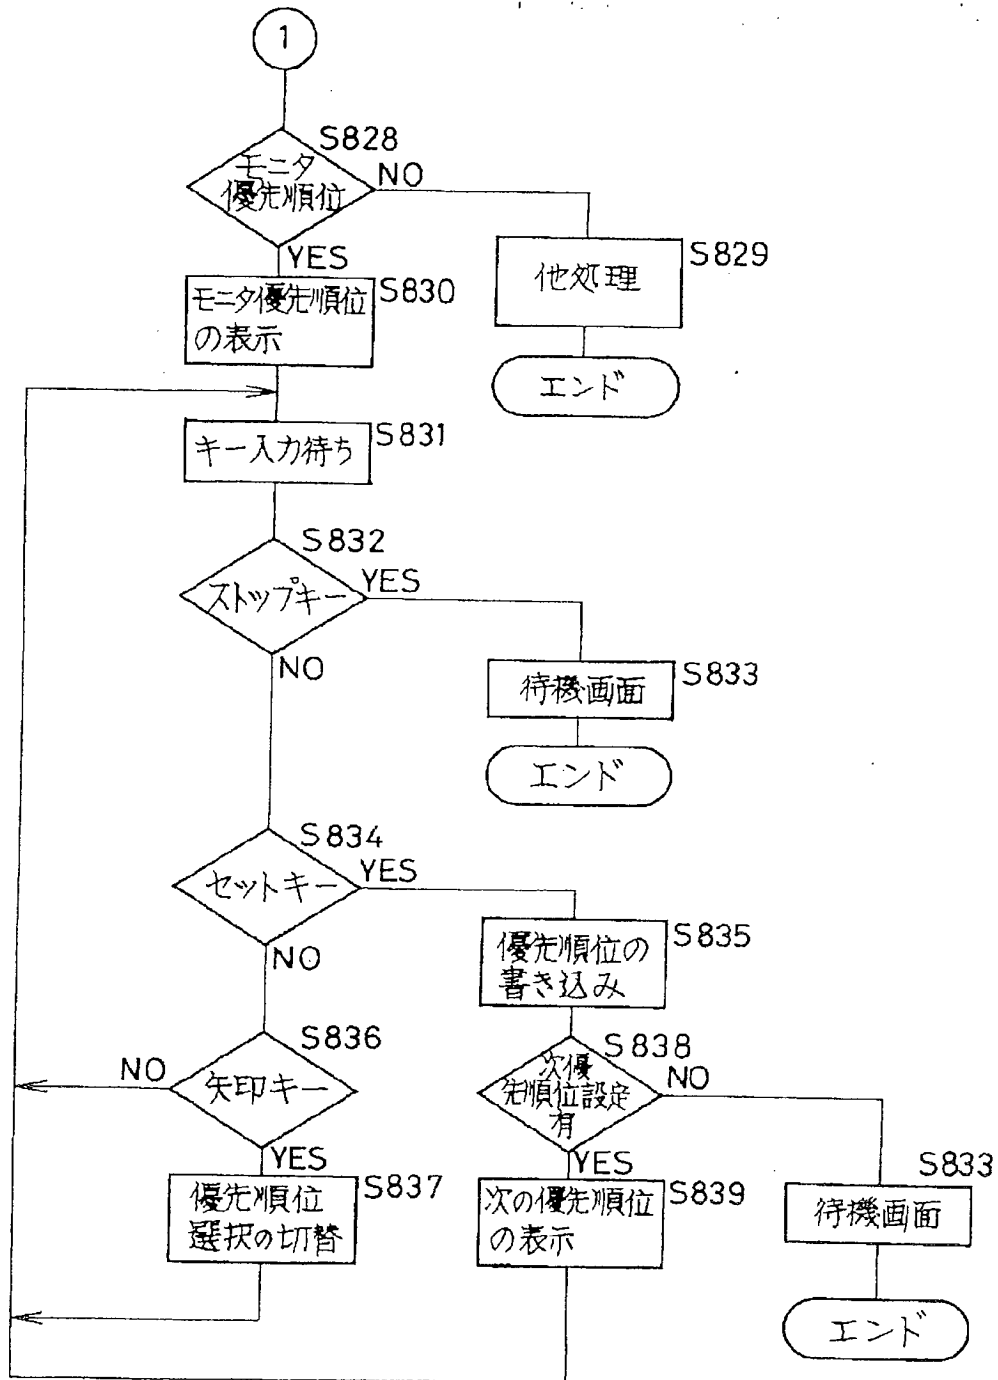 1
S828
モニタ
優先順位
NO
YES
S829
他処理
S830
モニタ優先順位
の表示
エンド
S831
キー入力待ち
S832
ストップキー
YES
NO
S833
待機画面
エンド
S834
セットキー
YES
NO
S835
優先順位の
書き込み
S836
矢印キー
NO
YES
S838
次優
先順位設定
有
NO
YES
S837
優先順位
選択の切替
S839
次の優先順位
の表示
S833
待機画面
エンド